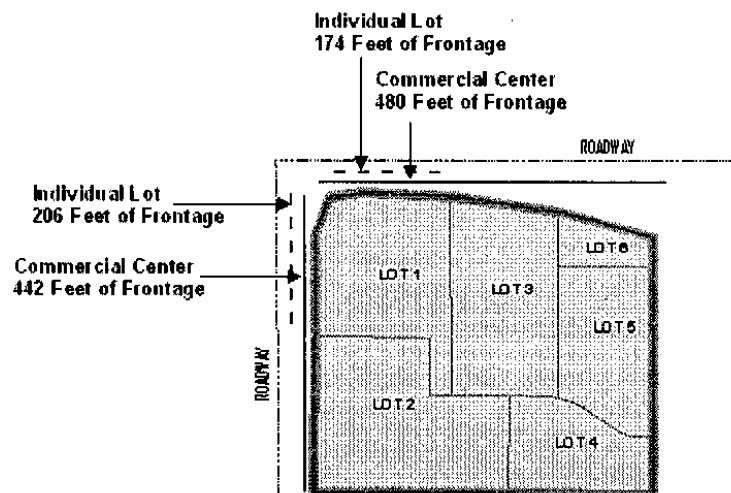 Individual Lot
174 Feet of Frontage
Commercial Center
480 Feet of Frontage
ROADWAY
Individual Lot
206 Feet of Frontage
Commercial Center
442 Feet of Frontage
LOT 1
LOT 3
LOT 6
LOT 5
LOT 2
LOT 4
ROADWAY